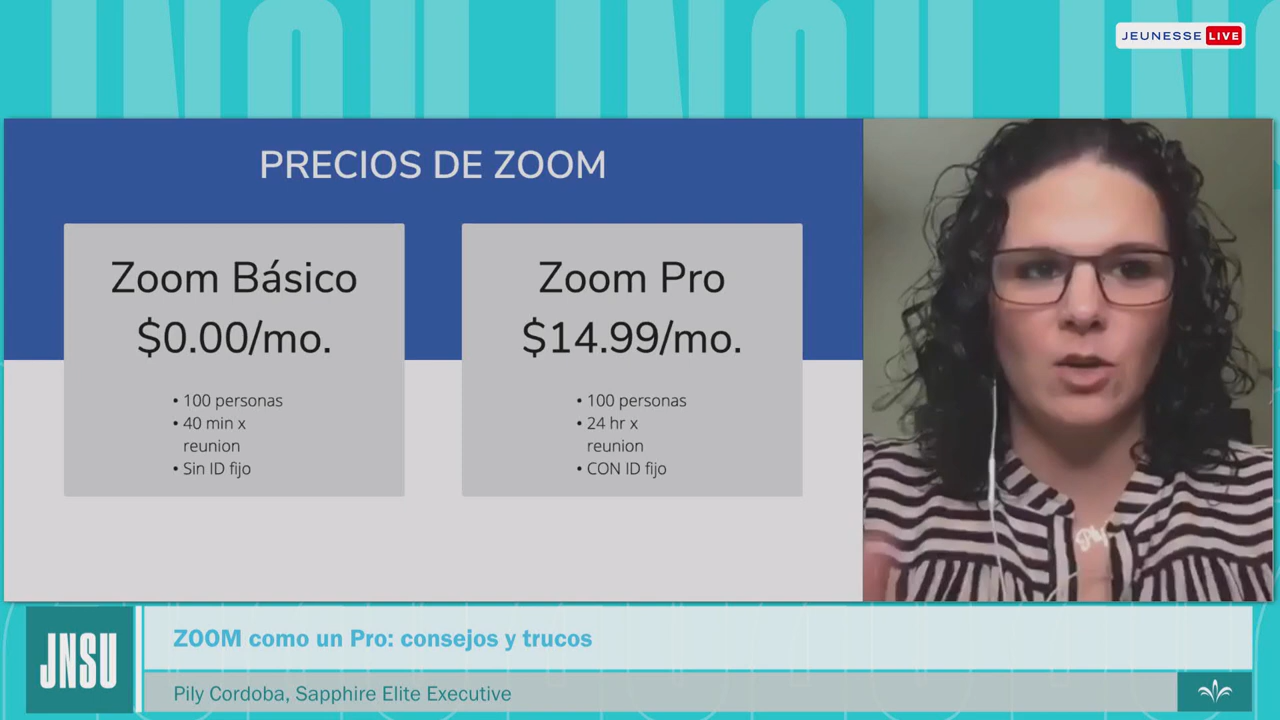 JEUNESSE LIVE
PRECIOS DE ZOOM
Zoom Básico
$0.00/mo.
• 100 personas
• 40 min x
reunion
• Sin ID fijo
Zoom Pro
$14.99/mo.
• 100 personas
• 24 hr x
reunion
• CON ID fijo
Pily
JNSU
ZOOM como un Pro: consejos y trucos
Pily Cordoba, Sapphire Elite Executive